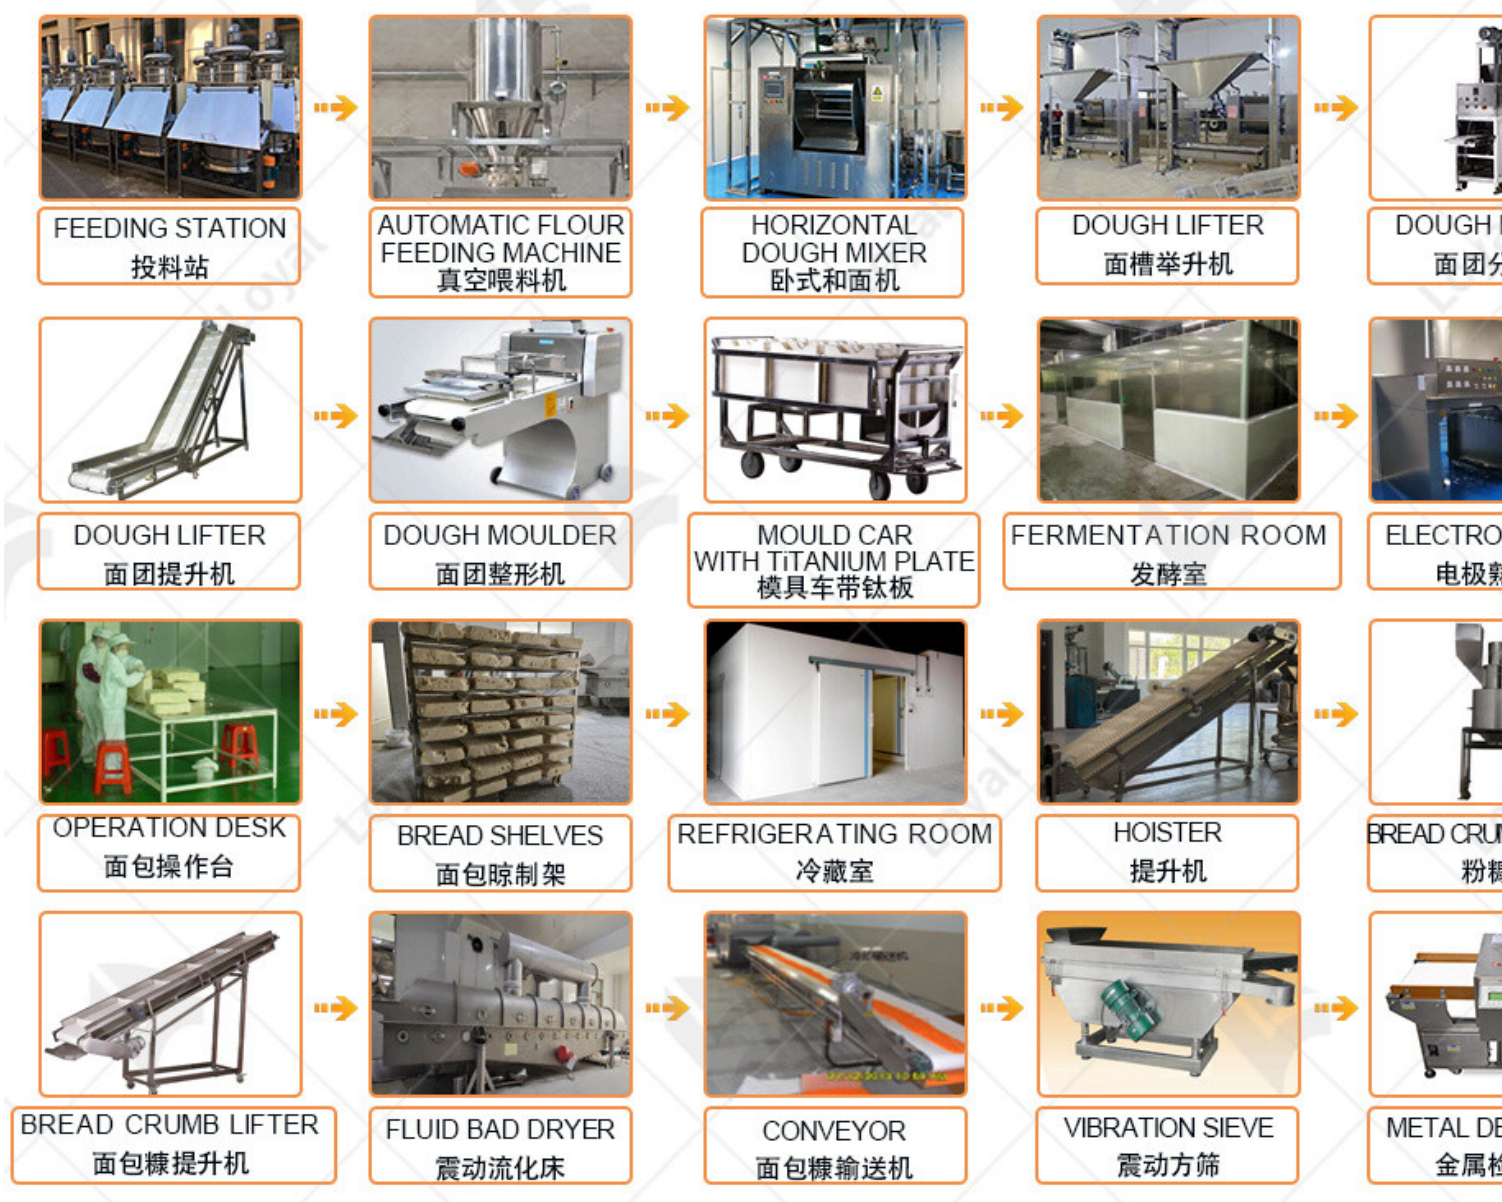 FEEDING STATION
投料站
AUTOMATIC FLOUR
FEEDING MACHINE
真空喂料机
HORIZONTAL
DOUGH MIXER
卧式和面机
DOUGH LIFTER
面槽举升机
DOUGH
面团分
DOUGH LIFTER
面团提升机
DOUGH MOULDER
面团整形机
MOULD CAR
WITH TiTANIUM PLATE
模具车带钛板
FERMENTATION ROOM
发酵室
ELECTRO
电极熟
OPERATION DESK
面包操作台
BREAD SHELVES
面包晾制架
REFRIGERATING ROOM
冷藏室
HOISTER
提升机
BREAD CRU
粉糠
BREAD CRUMB LIFTER
面包糠提升机
FLUID BAD DRYER
震动流化床
CONVEYOR
面包糠输送机
VIBRATION SIEVE
震动方筛
METAL DE
金属检
Loyal
Loyal